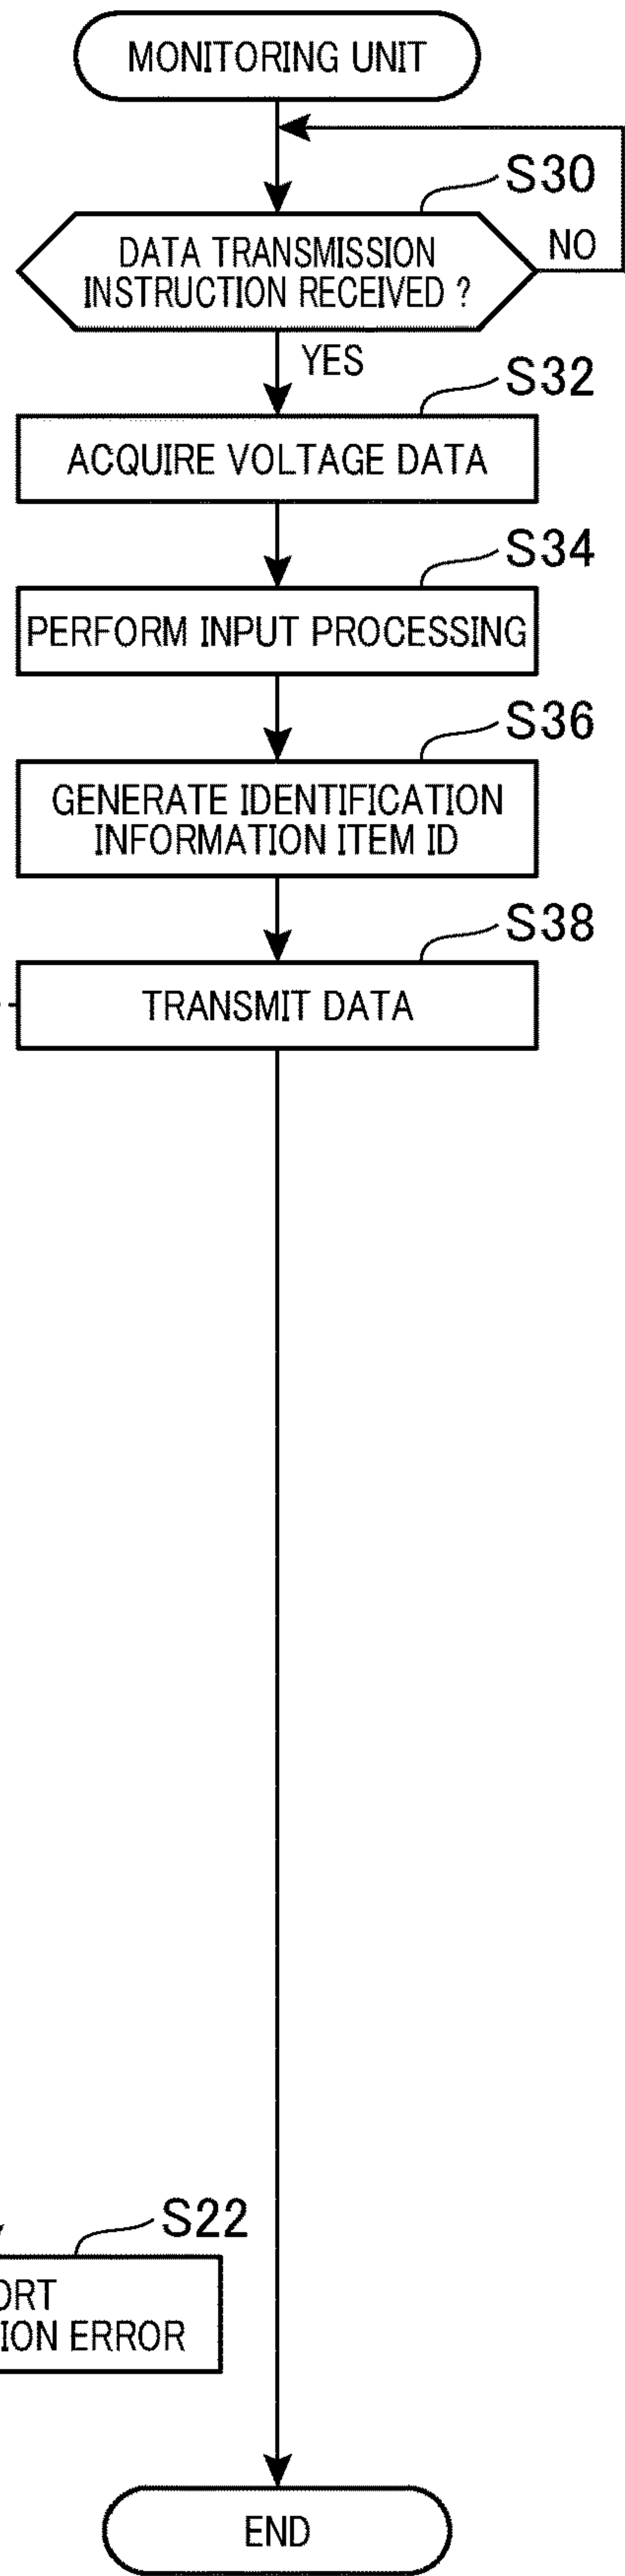 MONITORING UNIT
S30
DATA TRANSMISSION
INSTRUCTION RECEIVED ?
NO
YES
S32
ACQUIRE VOLTAGE DATA
S34
PERFORM INPUT PROCESSING
S36
GENERATE IDENTIFICATION
INFORMATION ITEM ID
S38
TRANSMIT DATA
S22
ORT
ION ERROR
END